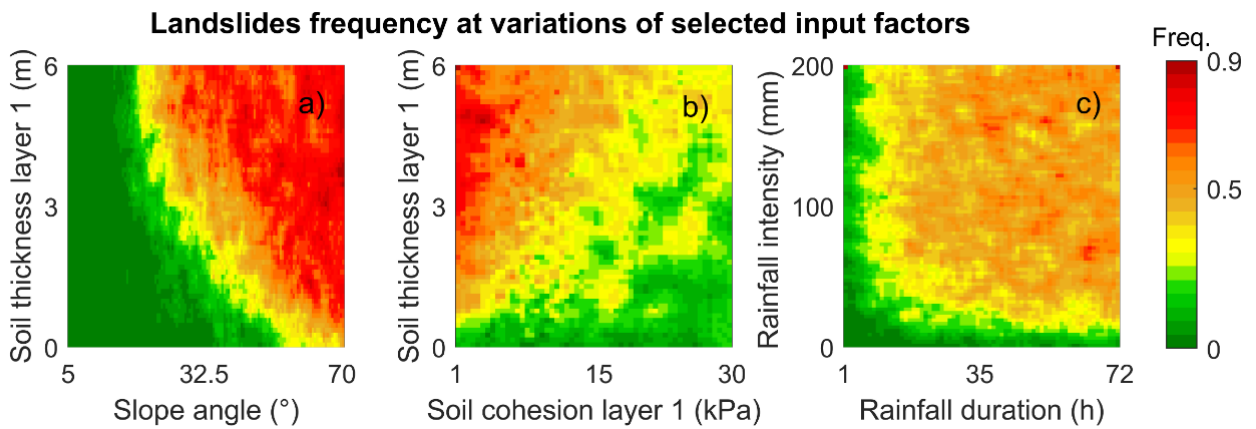 Landslides frequency at variations of selected input factors
Soil thickness layer 1 (m)
6
3
0
a)
5
32.5
70
Slope angle (°)
Soil thickness layer 1 (m)
6
3
0
b)
1
15
30
Soil cohesion layer 1 (kPa)
Rainfall intensity (mm)
200
100
0
c)
1
35
72
Rainfall duration (h)
Freq.
0.9
0.5
0